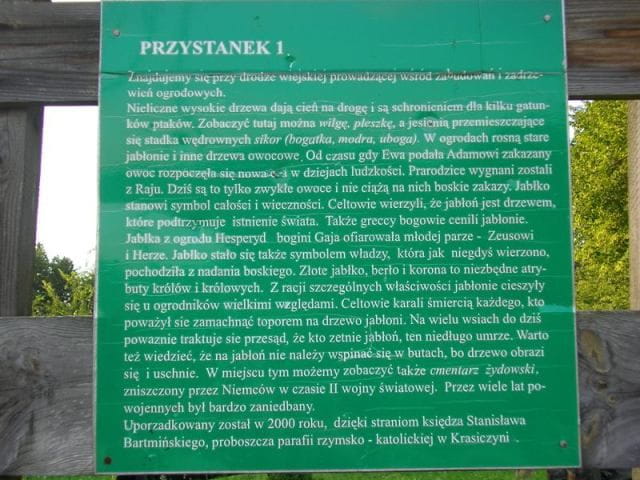 PRZYSTANEK 1
Znajdujemy się przy drodze wiejskiej prowadzącej wśród zabudowań i zadrze-
wień ogrodowych.
Nieliczne wysokie drzewa dają cień na drogę i są schronieniem dla kilku gatun-
ków ptaków. Zobaczyć tutaj można wilgę, pleszkę, a jesienią przemieszczające
się stadka wędrownych sikor (bogatka, modra, uboga). W ogrodach rosną stare
jabłonie i inne drzewa owocowe. Od czasu gdy Ewa podała Adamowi zakazany
owoc rozpoczęła się nowa era w dziejach ludzkości. Prarodzice wygnani zostali
z Raju. Dziś są to tylko zwykłe owoce i nie ciążą na nich boskie zakazy. Jabłko
stanowi symbol całości i wieczności. Celtowie wierzyli, że jabłoń jest drzewem,
które podtrzymuje istnienie świata. Także greccy bogowie cenili jabłonie.
Jabłka z ogrodu Hesperyd bogini Gaja ofiarowała młodej parze - Zeusowi
i Herze. Jabłko stało się także symbolem władzy, która jak niegdyś wierzono,
pochodziła z nadania boskiego. Złote jabłko, berło i korona to niezbędne atry-
buty królów i królowych. Z racji szczególnych właściwości jabłonie cieszyły
się u ogrodników wielkimi względami. Celtowie karali śmiercią każdego, kto
poważył sie zamachnąć toporem na drzewo jabłoni. Na wielu wsiach do dziś
powaznie traktuje sie przesąd, że kto zetnie jabłoń, ten niedługo umrze. Warto
też wiedzieć, że na jabłoń nie należy wspinać się w butach, bo drzewo obrazi
się i uschnie. W miejscu tym możemy zobaczyć także cmentarz żydowski,
zniszczony przez Niemców w czasie II wojny światowej. Przez wiele lat po-
wojennych był bardzo zaniedbany.
Uporzadkowany został w 2000 roku, dzięki straniom księdza Stanisława
Bartmińskiego, proboszcza parafii rzymsko - katolickiej w Krasiczyni